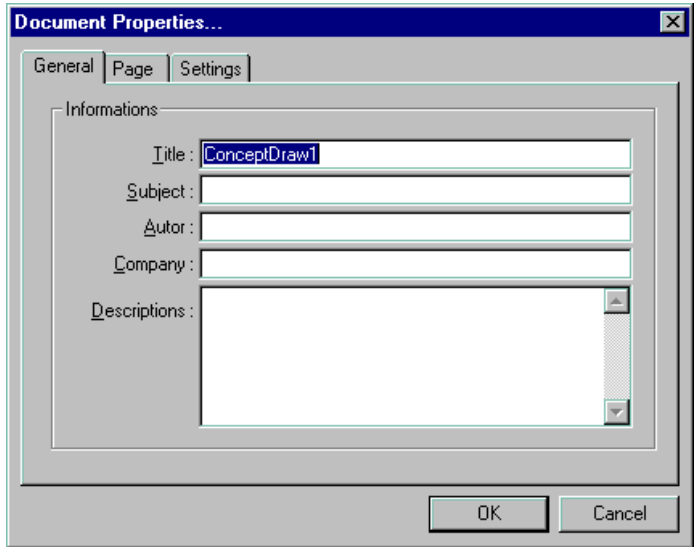 Document Properties...
General Page Settings
Informations
Title : ConceptDraw1
Subject :
Autor :
Company :
Descriptions :
OK Cancel